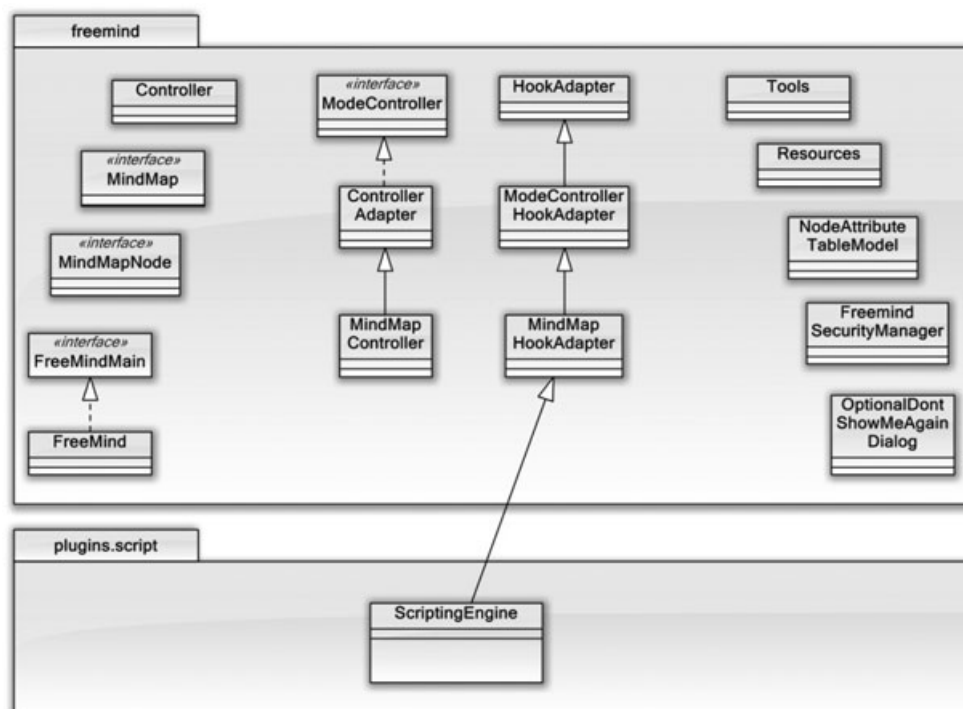 freemind
Controller
«interface»
ModeController
HookAdapter
Tools
«interface»
MindMap
Resources
Controller
Adapter
ModeController
HookAdapter
NodeAttribute
TableModel
«interface»
MindMapNode
Freemind
SecurityManager
MindMap
Controller
MindMap
HookAdapter
«interface»
FreeMindMain
OptionalDont
ShowMeAgain
Dialog
FreeMind
plugins.script
ScriptingEngine